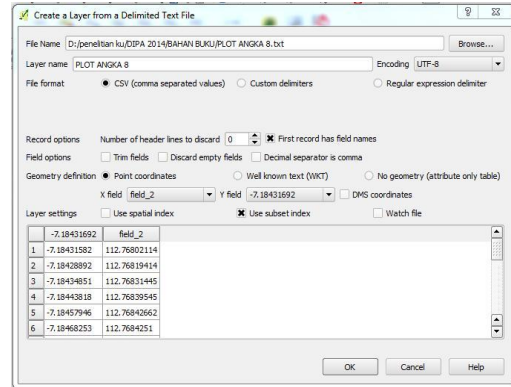 Create a Layer from a Delimited Text File
File Name D:/penelitian ku/DIPA 2014/BAHAN BUKU/PLOT ANGKA 8.txt Browse...
Layer name PLOT ANGKA 8 Encoding UTF-8
File format CSV (comma separated values) Custom delimiters Regular expression delimiter
Record options Number of header lines to discard 0 First record has field names
Field options Trim fields Discard empty fields Decimal separator is comma
Geometry definition Point coordinates Well known text (WKT) No geometry (attribute only table)
X field field_2 Y field -7.18431692 DMS coordinates
Layer settings Use spatial index Use subset index Watch file
-7.18431692 field_2
1 -7.18431582 112.76802114
2 -7.18428892 112.76819414
3 -7.18434851 112.76831445
4 -7.18443818 112.76839545
5 -7.18457946 112.76842662
6 -7.18468253 112.7684251
OK Cancel Help